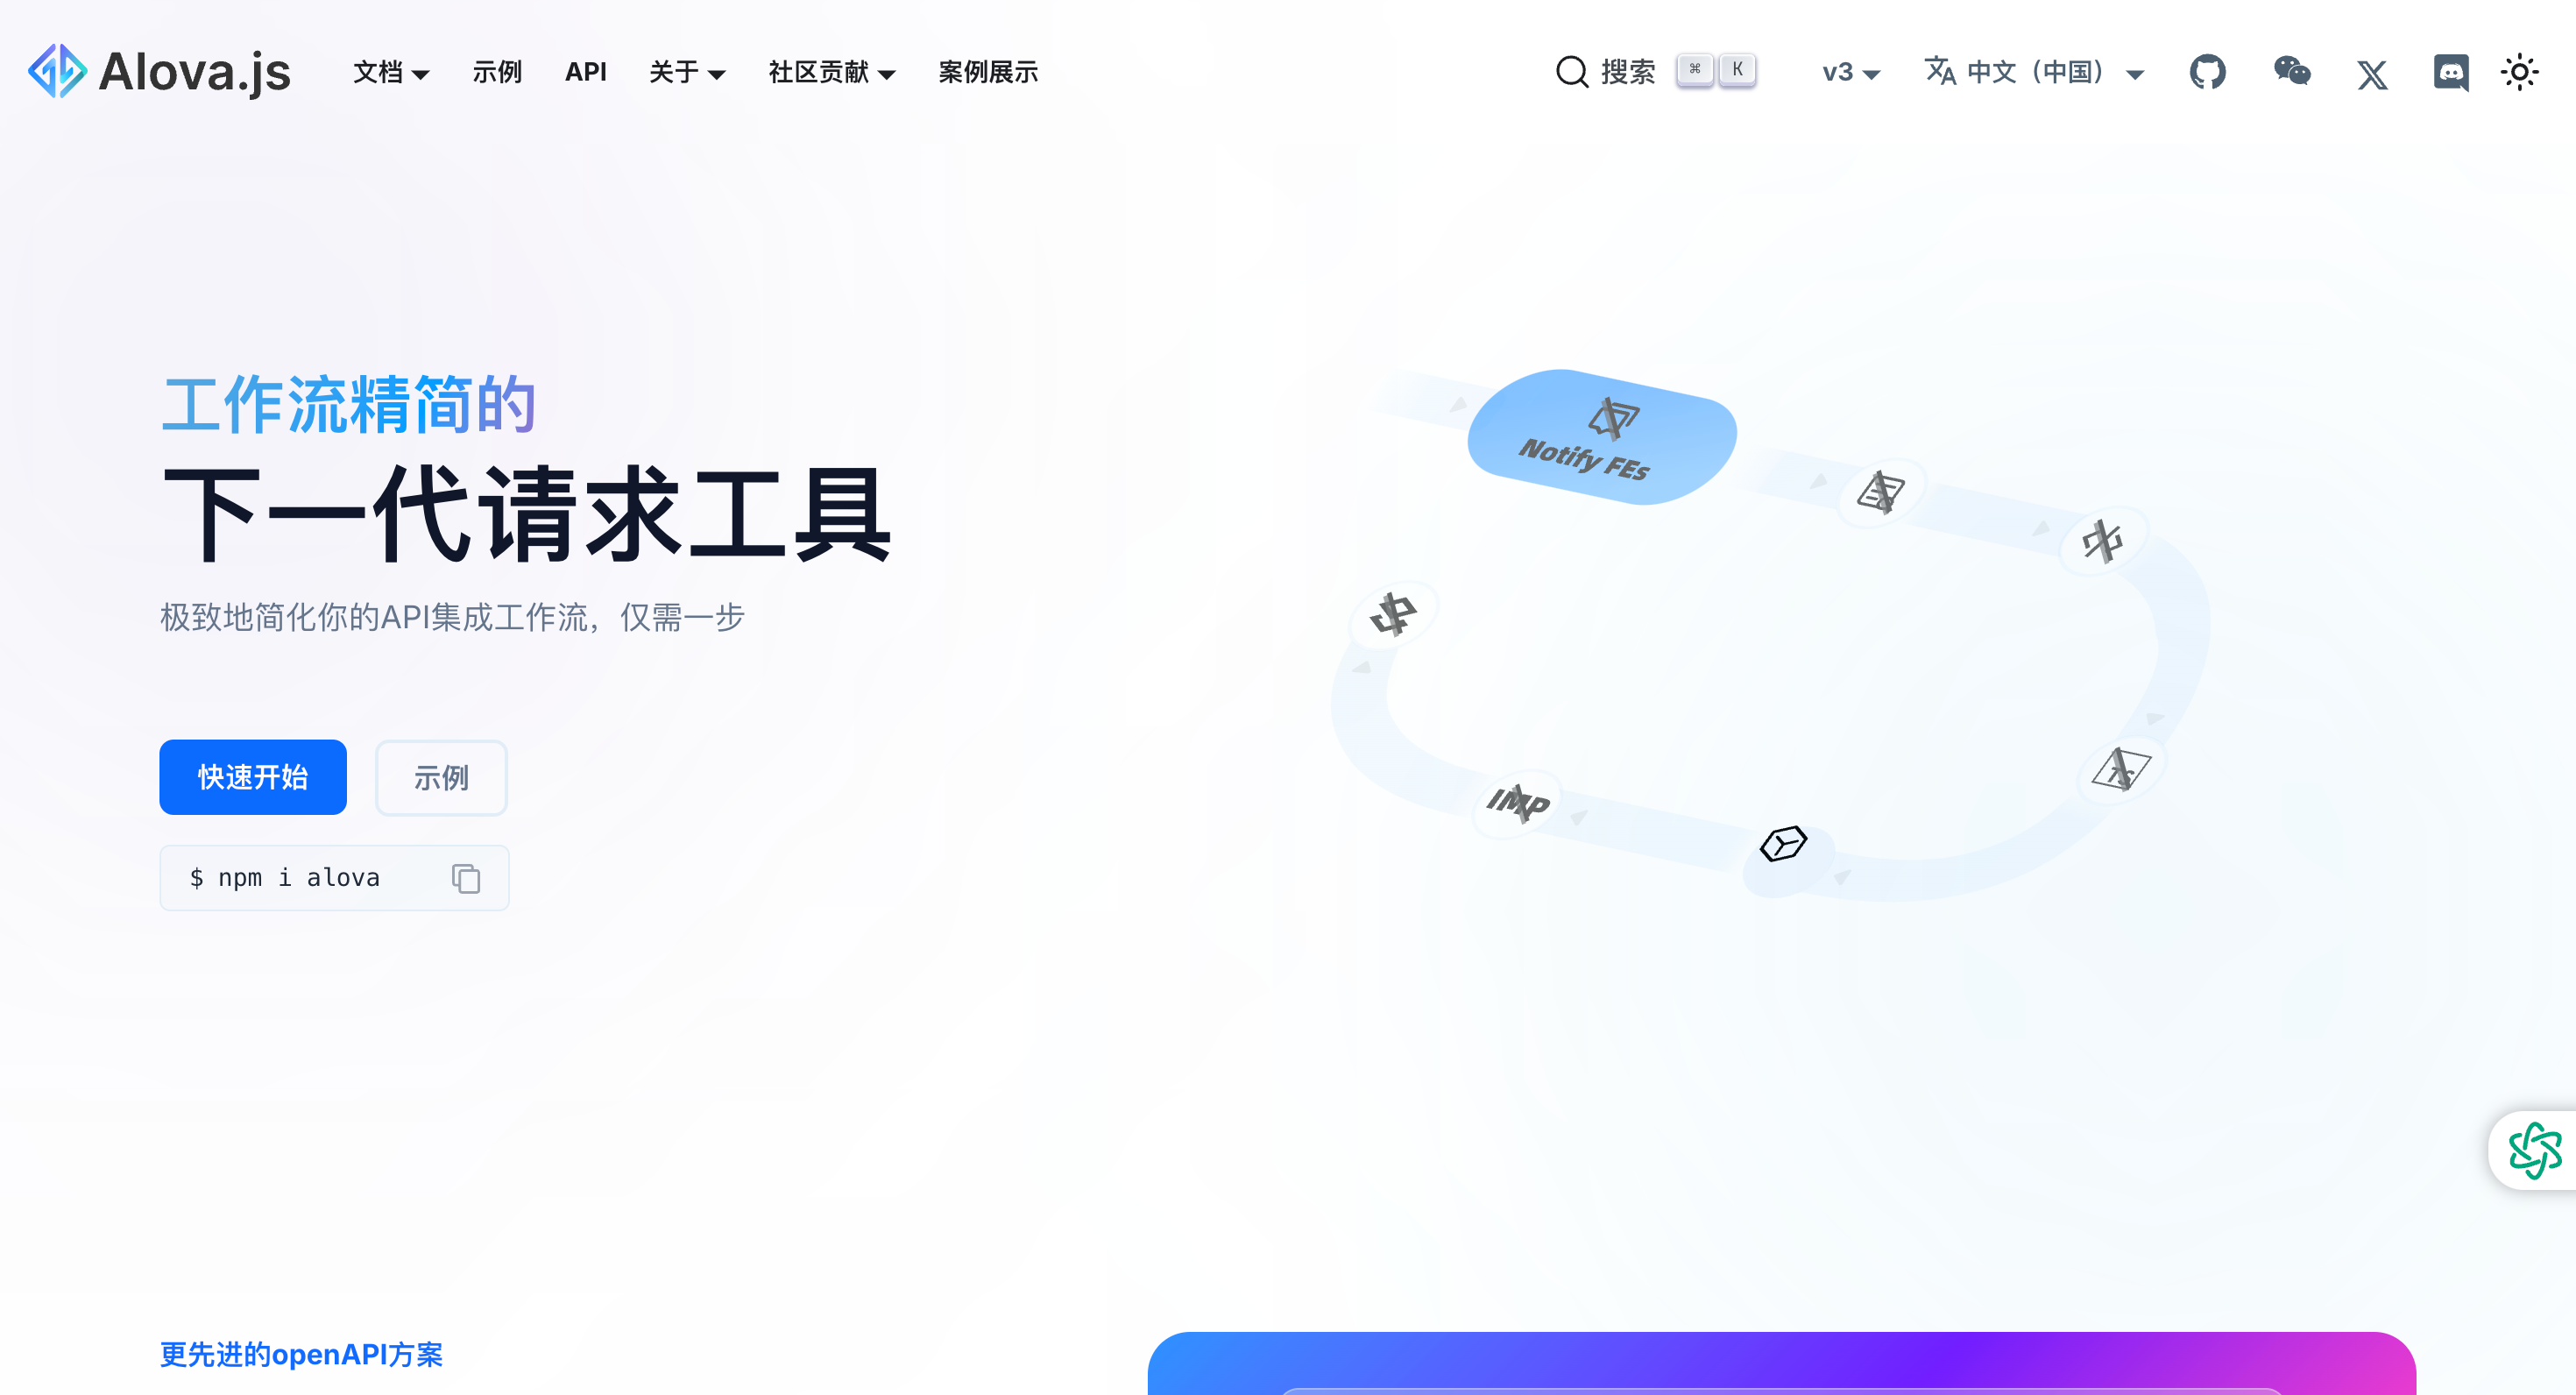 Alova.js 文档 示例 API 关于 社区贡献 案例展示 搜索 ⌘ K v3 中文（中国）
工作流精简的
下一代请求工具
极致地简化你的API集成工作流，仅需一步
快速开始 示例
$ npm i alova
Notify FEs
TS
IMP
更先进的openAPI方案